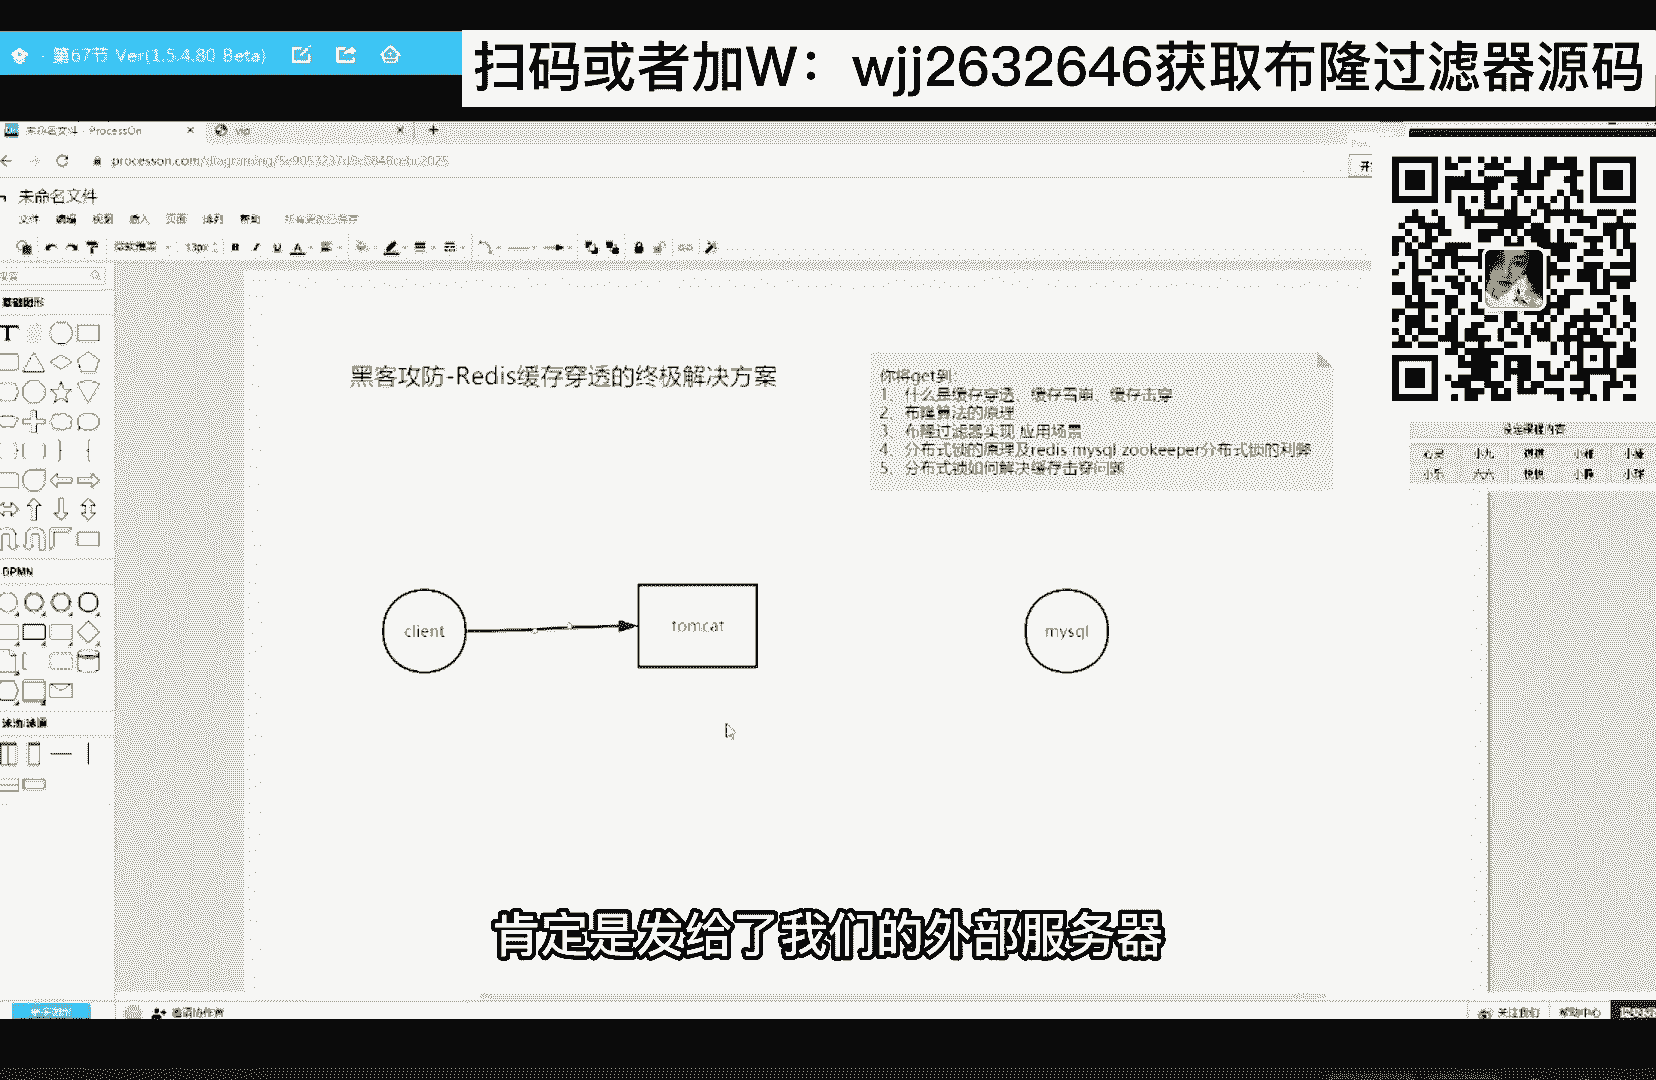 第67节 Ver(1.5.4.80 Beta)
扫码或者加W：wjj2632646获取布隆过滤器源码
未命名文件 - ProcessOn
vip
未命名文件
文件 编辑 视图 插入 页面 排列 帮助
13px
基础图形
黑客攻防-Redis缓存穿透的终极解决方案
你将get到：
1. 什么是缓存穿透、缓存雪崩、缓存击穿
2. 布隆算法的原理
3. 布隆过滤器实现 应用场景
4. 分布式锁的原理及redis mysql zookeeper分布式锁的利弊
5. 分布式锁如何解决缓存击穿问题
client
tomcat
mysql
BPMN
肯定是发给了我们的外部服务器
邀请协作者
关注我们
帮助中心